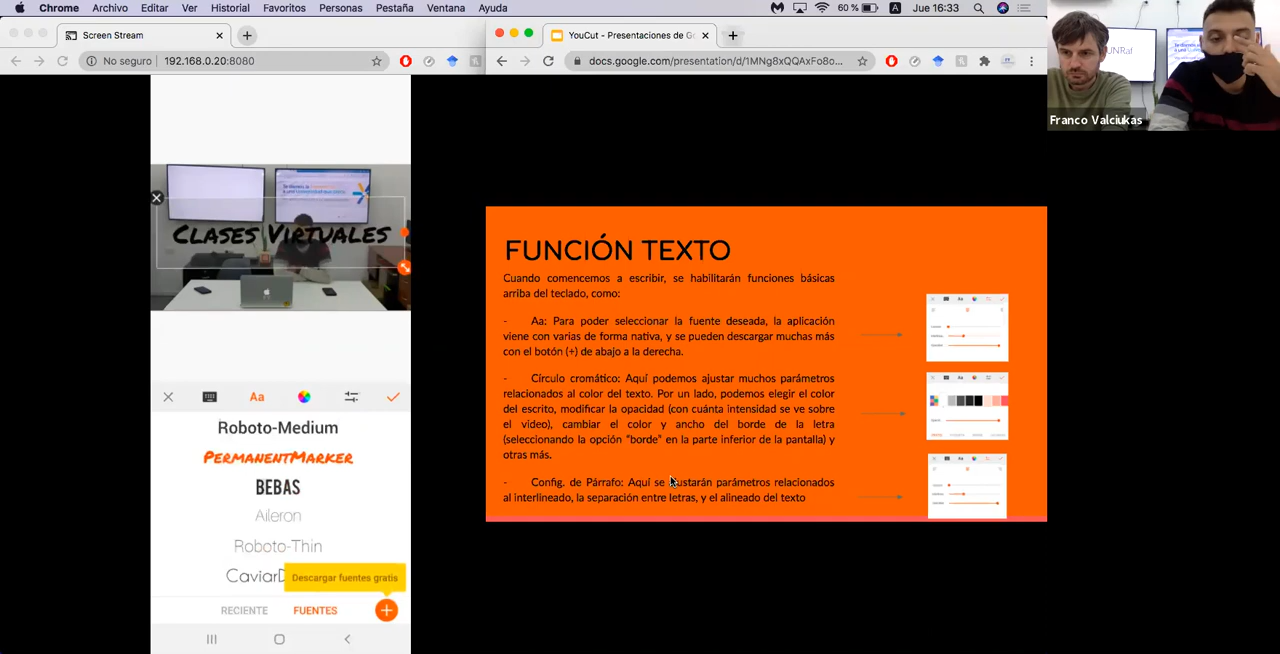 Chrome Archivo Editar Ver Historial Favoritos Personas Pestaña Ventana Ayuda
60 % A Jue 16:33
Screen Stream
No seguro 192.168.0.20:8080
YouCut - Presentaciones de G
docs.google.com/presentation/d/1MNg8xQQAxFo8o...
Franco Valciukas
CLASES VIRTUALES
Aa
Roboto-Medium
PERMANENTMARKER
BEBAS
Aileron
Roboto-Thin
CaviarD
Descargar fuentes gratis
RECIENTE FUENTES
FUNCIÓN TEXTO
Cuando comencemos a escribir, se habilitarán funciones básicas
arriba del teclado, como:
- Aa: Para poder seleccionar la fuente deseada, la aplicación
viene con varias de forma nativa, y se pueden descargar muchas más
con el botón (+) de abajo a la derecha.
- Círculo cromático: Aquí podemos ajustar muchos parámetros
relacionados al color del texto. Por un lado, podemos elegir el color
del escrito, modificar la opacidad (con cuánta intensidad se ve sobre
el video), cambiar el color y ancho del borde de la letra
(seleccionando la opción "borde" en la parte inferior de la pantalla) y
otras más.
- Config. de Párrafo: Aquí se ajustarán parámetros relacionados
al interlineado, la separación entre letras, y el alineado del texto